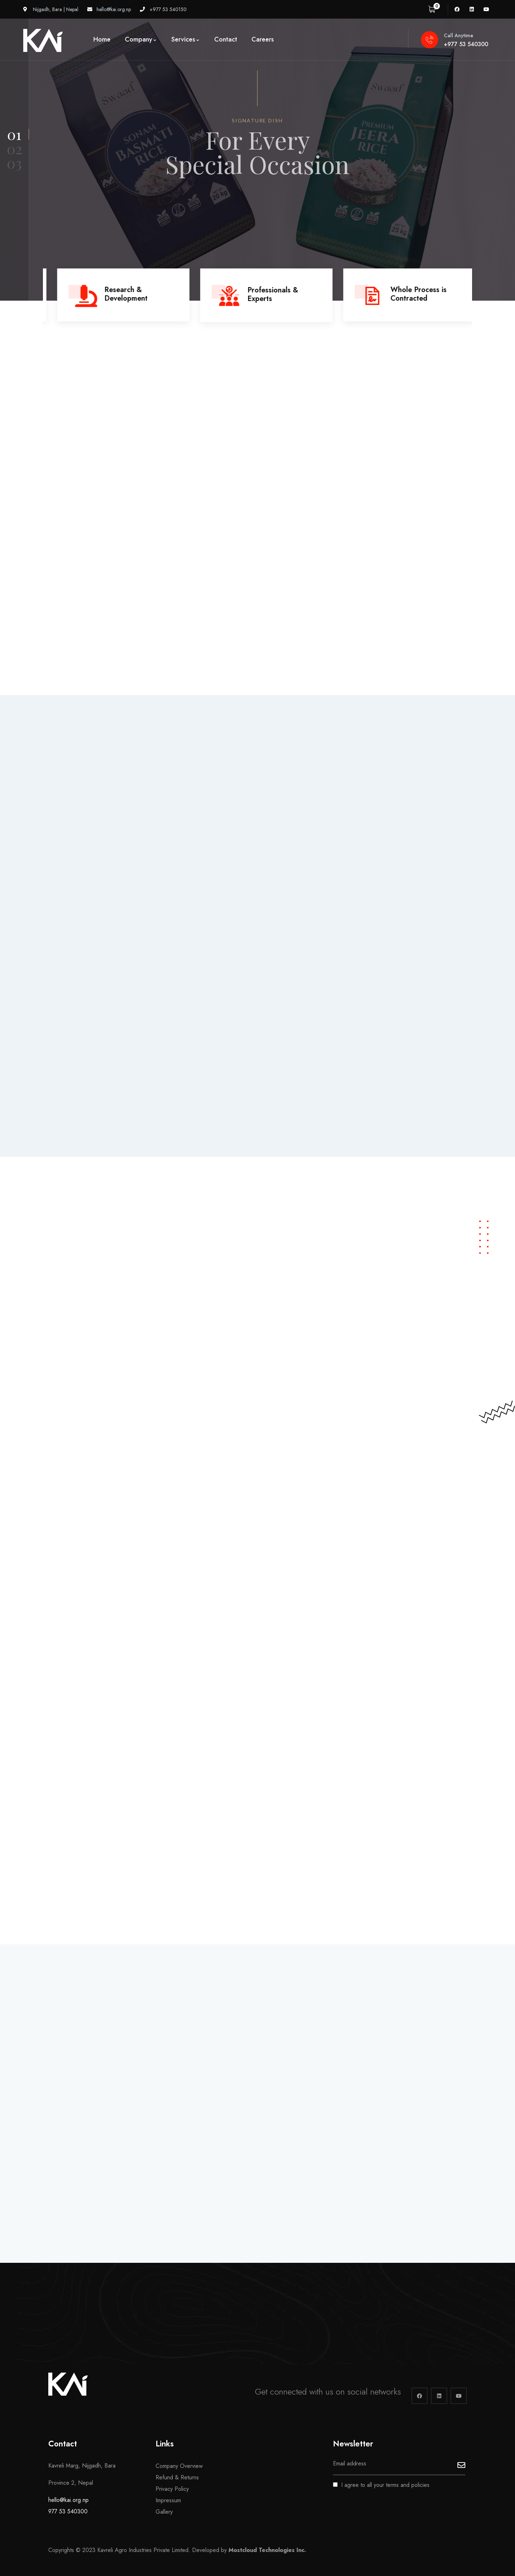 Nijgadh, Bara | Nepal hello@kai.org.np +977 53 540150 0
KAi
Home Company Services Contact Careers
Call Anytime
+977 53 540300
01
02
03
SIGNATURE DISH
For Every
Special Occasion
Swaad
SOHAM
BASMATI
RICE
Swaad
PREMIUM
JEERA
RICE
25 KG
Research &
Development
Professionals &
Experts
Whole Process is
Contracted
KAi
Get connected with us on social networks
Contact
Kavreli Marg, Nijgadh, Bara
Province 2, Nepal
hello@kai.org.np
977 53 540300
Links
Company Overview
Refund & Returns
Privacy Policy
Impressum
Gallery
Newsletter
Email address
I agree to all your terms and policies
Copyrights © 2023 Kavreli Agro Industries Private Limited. Developed by Mostcloud Technologies Inc.